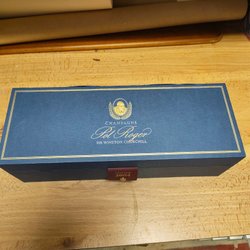 CHAMPAGNE
Pol Roger
SIR WINSTON CHURCHILL